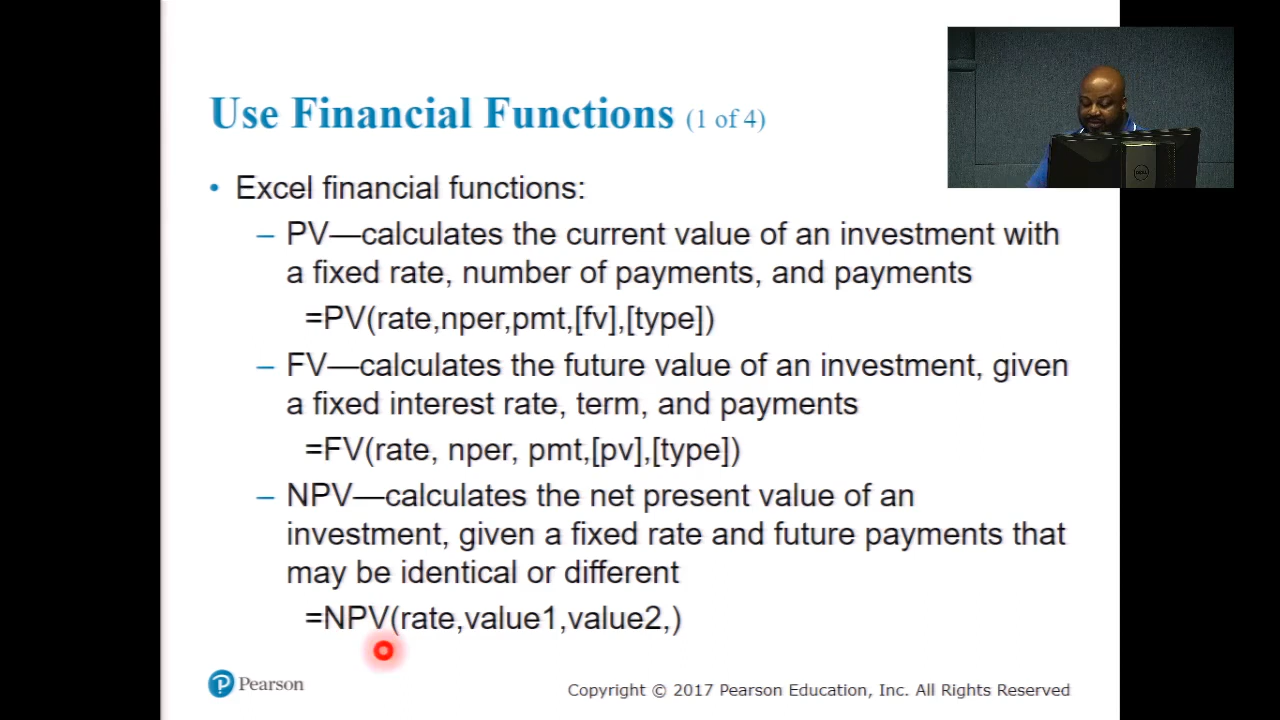 Use Financial Functions (1 of 4)
• Excel financial functions:
– PV—calculates the current value of an investment with
a fixed rate, number of payments, and payments
=PV(rate,nper,pmt,[fv],[type])
– FV—calculates the future value of an investment, given
a fixed interest rate, term, and payments
=FV(rate, nper, pmt,[pv],[type])
– NPV—calculates the net present value of an
investment, given a fixed rate and future payments that
may be identical or different
=NPV(rate,value1,value2,)
Pearson
Copyright © 2017 Pearson Education, Inc. All Rights Reserved
DELL